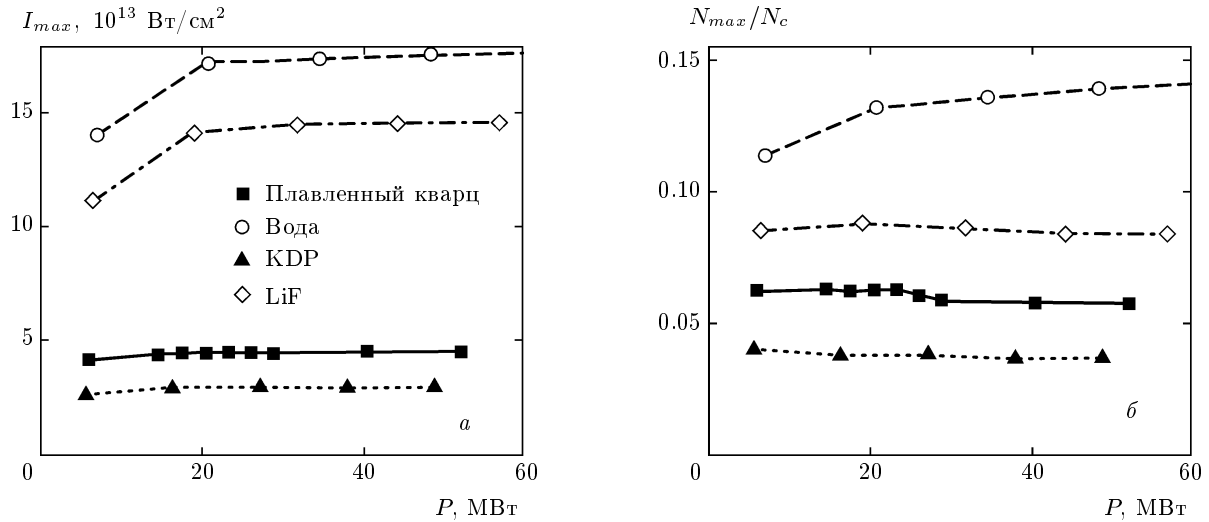 I_max, 10^13 Вт/см^2
15
10
5
0
20
40
60
P, МВт
Плавленный кварц
Вода
KDP
LiF
а
N_max/N_c
0.15
0.10
0.05
0
20
40
60
P, МВт
б